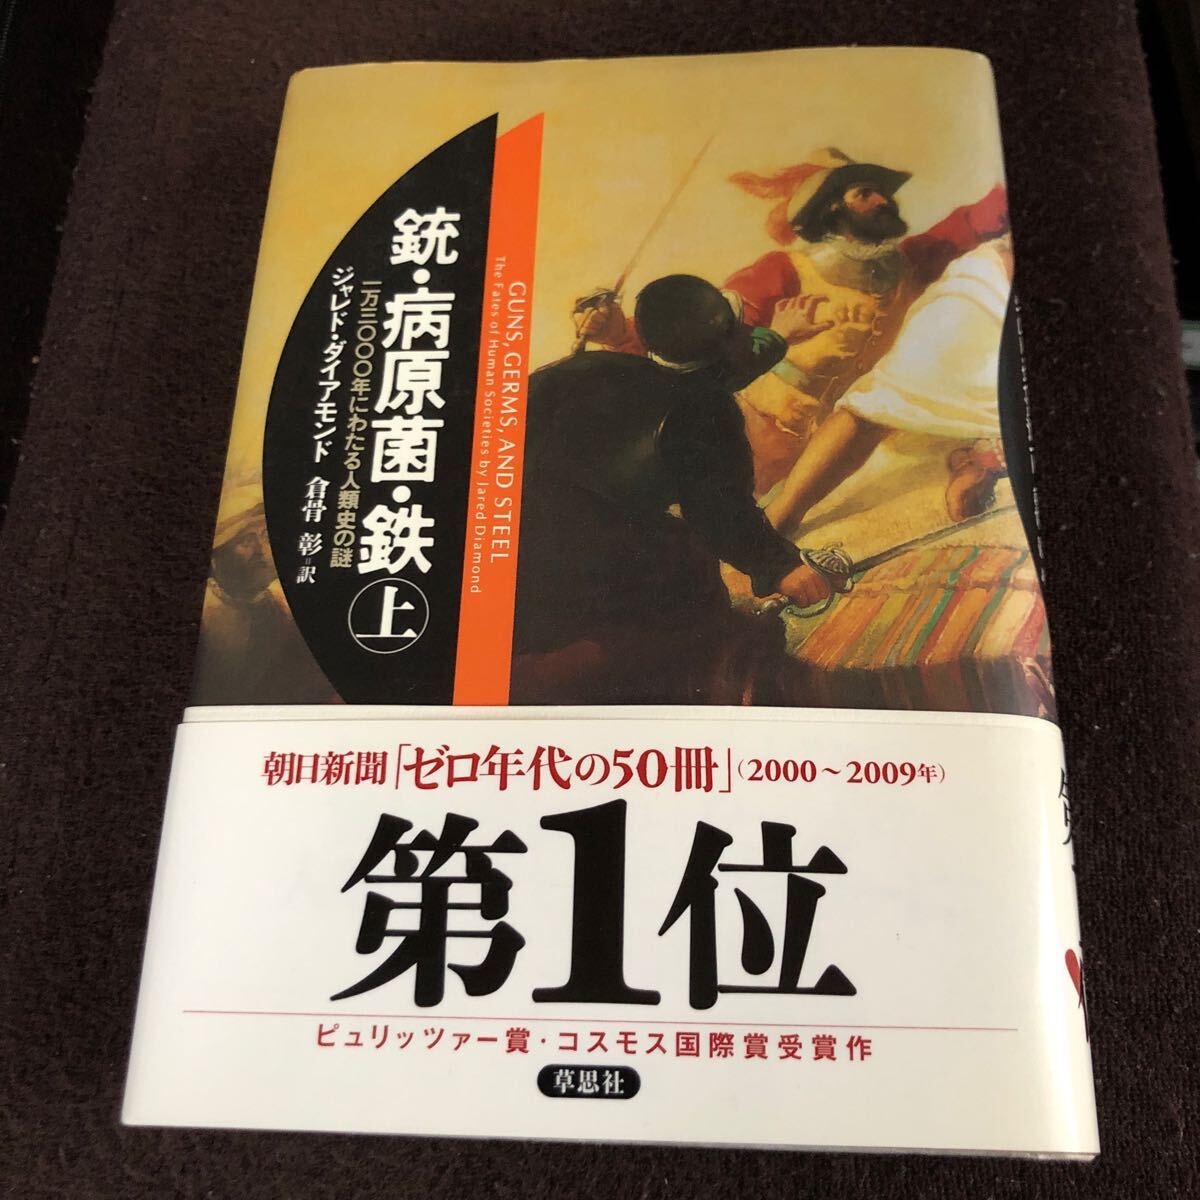 銃・病原菌・鉄 上
一万三〇〇〇年にわたる人類史の謎
ジャレド・ダイアモンド 倉骨 彰=訳
GUNS, GERMS, AND STEEL
The Fates of Human Societies by Jared Diamond
朝日新聞「ゼロ年代の50冊」(2000～2009年)
第1位
ピュリッツァー賞・コスモス国際賞受賞作
草思社